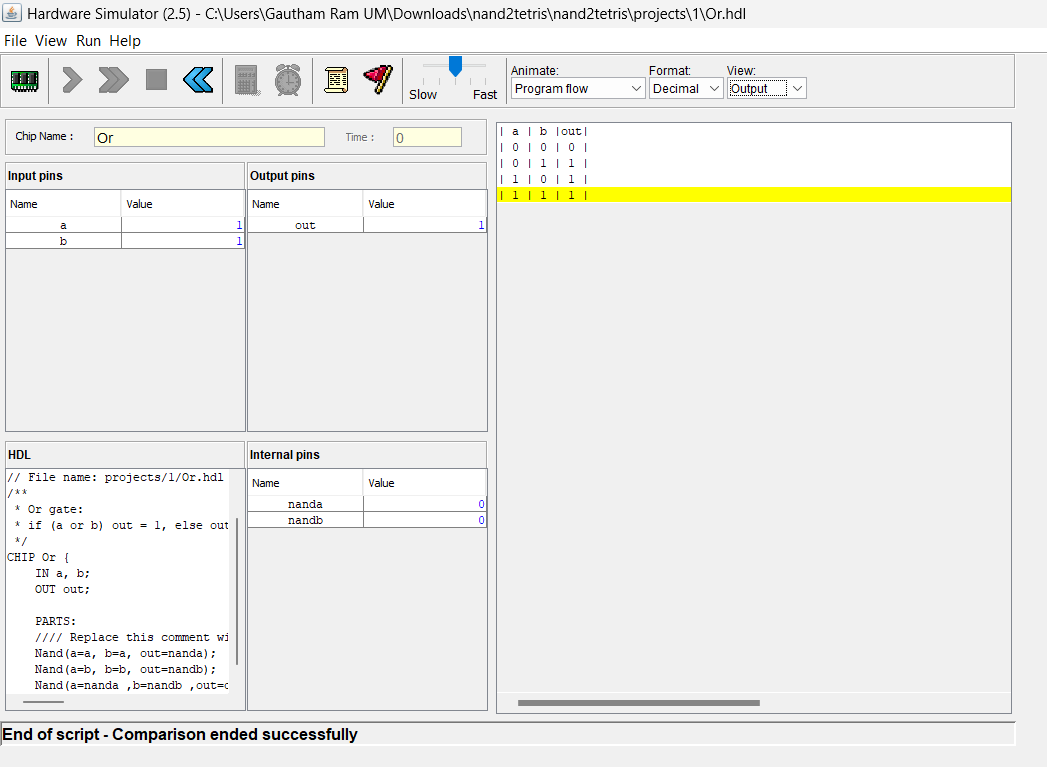 Hardware Simulator (2.5) - C:\Users\Gautham Ram UM\Downloads\nand2tetris\nand2tetris\projects\1\Or.hdl
File View Run Help
Slow Fast
Animate: Format: View:
Program flow Decimal Output
Chip Name : Or Time : 0
Input pins Output pins
Name Value Name Value
a 1 out 1
b 1
| a | b |out|
| 0 | 0 | 0 |
| 0 | 1 | 1 |
| 1 | 0 | 1 |
| 1 | 1 | 1 |
HDL
// File name: projects/1/Or.hdl
/**
* Or gate:
* if (a or b) out = 1, else out
*/
CHIP Or {
IN a, b;
OUT out;
PARTS:
//// Replace this comment wi
Nand(a=a, b=a, out=nanda);
Nand(a=b, b=b, out=nandb);
Nand(a=nanda ,b=nandb ,out=
Internal pins
Name Value
nanda 0
nandb 0
End of script - Comparison ended successfully